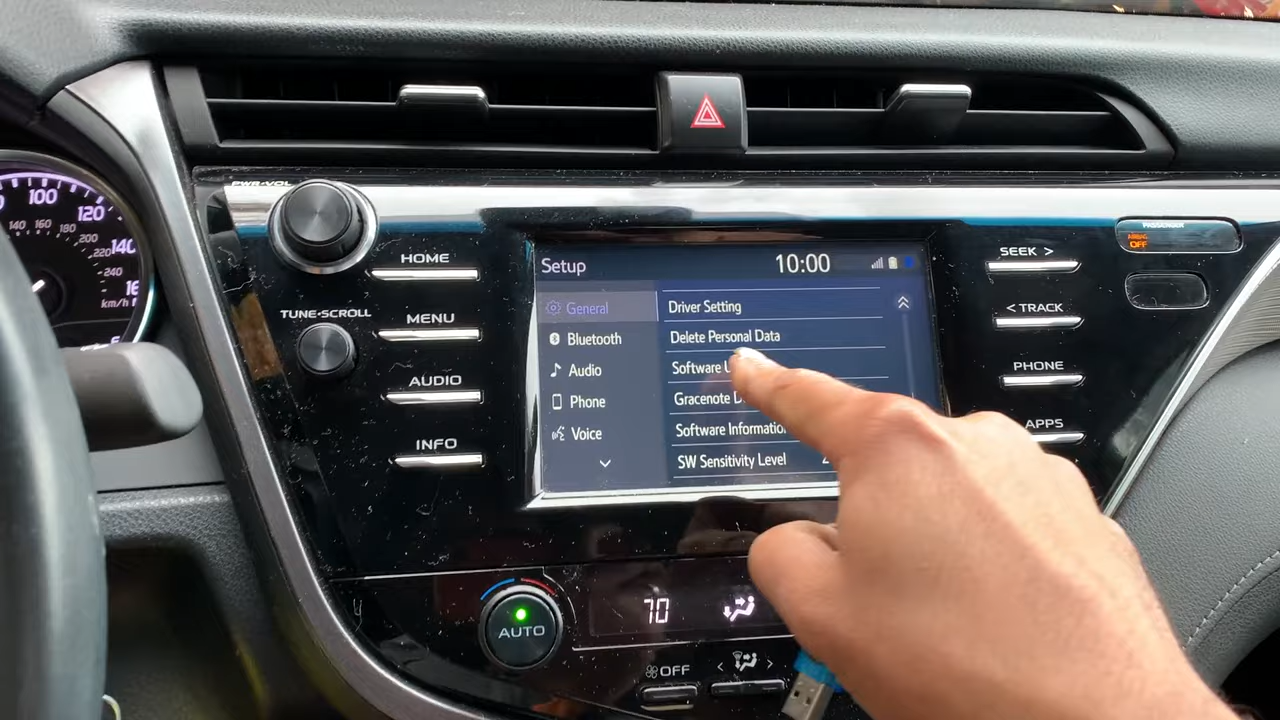 PWR•VOL
HOME
MENU
AUDIO
INFO
TUNE•SCROLL
100
120
140
140
160
180
200
220
240
km/h
Setup
10:00
General
Bluetooth
Audio
Phone
Voice
Driver Setting
Delete Personal Data
Software
Gracenote
Software Information
SW Sensitivity Level
SEEK >
< TRACK
PHONE
APPS
PASSENGER
AIRBAG
OFF
AUTO
70
OFF